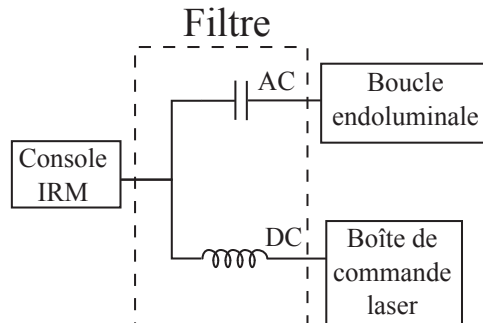 Filtre
AC
Boucle
endoluminale
Console
IRM
DC
Boîte de
commande
laser